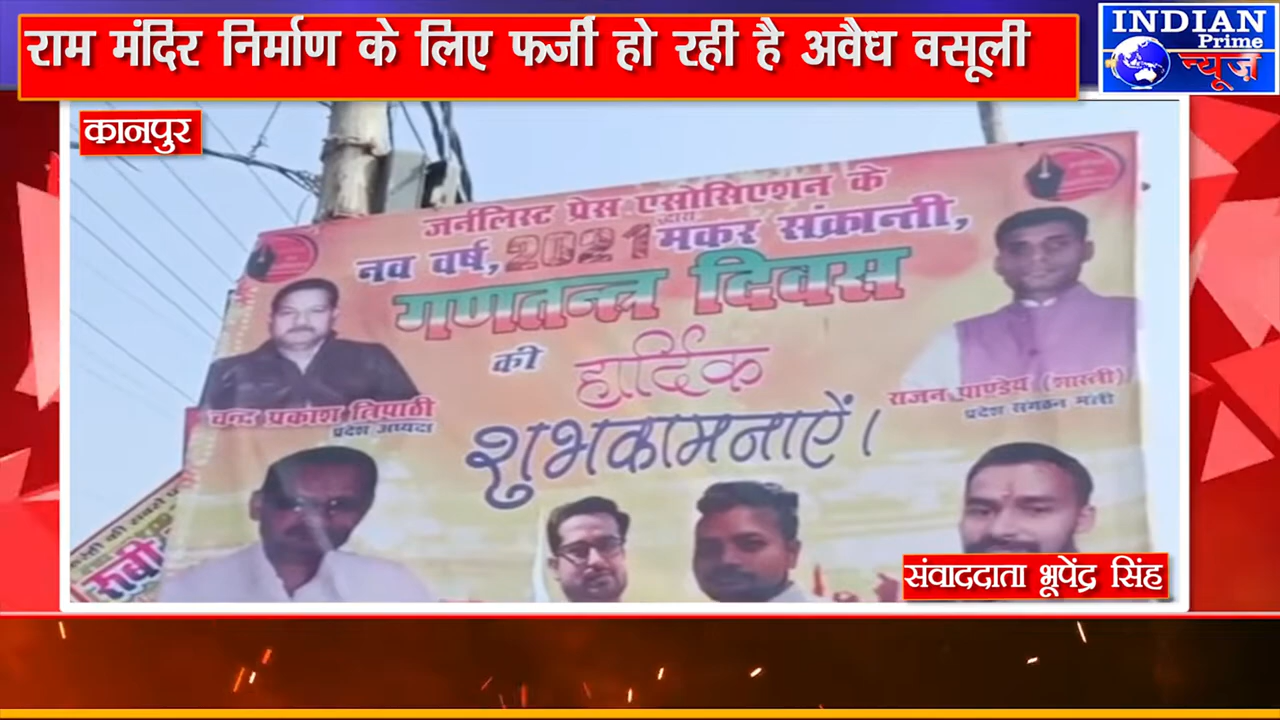 राम मंदिर निर्माण के लिए फर्जी हो रही है अवैध वसूली
INDIAN
Prime
न्यूज़
कानपुर
जर्नलिस्ट प्रेस एसोसिएशन के
द्वारा
नव वर्ष, 2021 मकर संक्रान्ती,
गणतन्त्र दिवस
की हार्दिक
शुभकामनाऐं।
चन्द्र प्रकाश त्रिपाठी
प्रदेश अध्यक्ष
राजन पाण्डेय (शास्त्री)
प्रदेश संगठन मंत्री
रुबी
संवाददाता भूपेंद्र सिंह